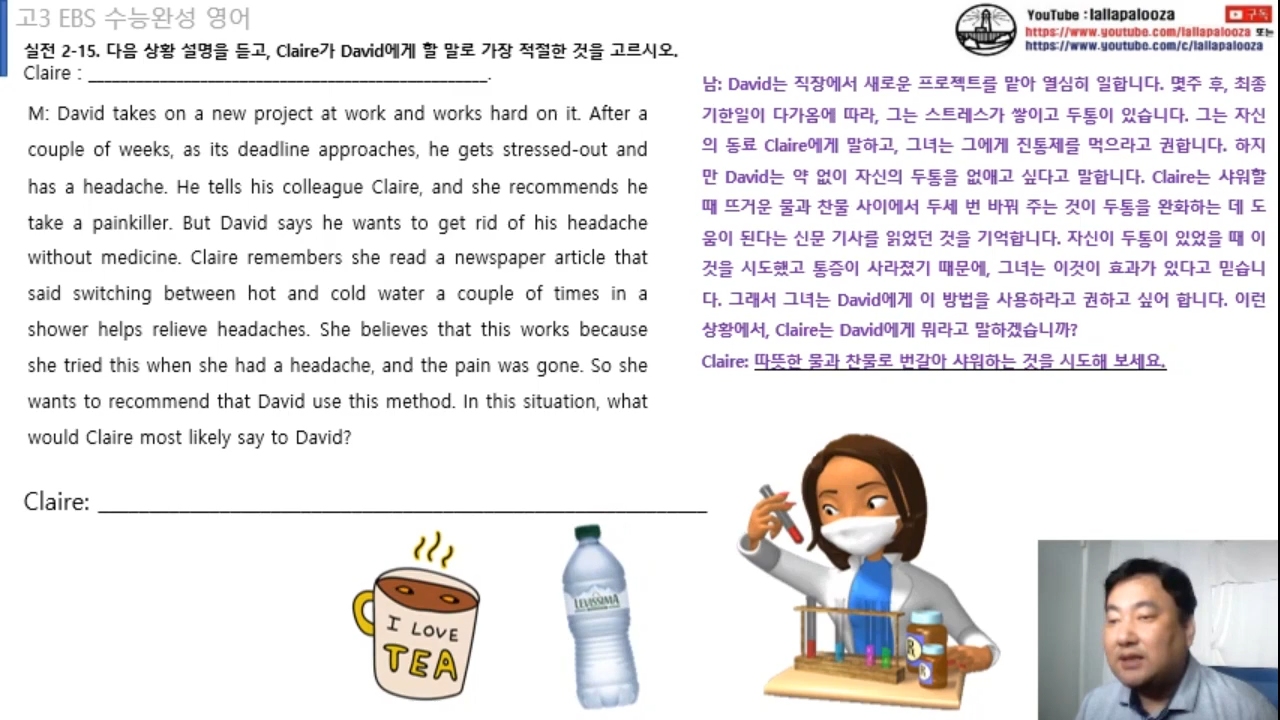 고3 EBS 수능완성 영어
YouTube : lallapalooza
구독
https://www.youtube.com/lallapalooza 또는
https://www.youtube.com/c/lallapalooza
실전 2-15. 다음 상황 설명을 듣고, Claire가 David에게 할 말로 가장 적절한 것을 고르시오.
Claire : ________________________________________________.
M: David takes on a new project at work and works hard on it. After a
couple of weeks, as its deadline approaches, he gets stressed-out and
has a headache. He tells his colleague Claire, and she recommends he
take a painkiller. But David says he wants to get rid of his headache
without medicine. Claire remembers she read a newspaper article that
said switching between hot and cold water a couple of times in a
shower helps relieve headaches. She believes that this works because
she tried this when she had a headache, and the pain was gone. So she
wants to recommend that David use this method. In this situation, what
would Claire most likely say to David?
Claire: ________________________________________________
남: David는 직장에서 새로운 프로젝트를 맡아 열심히 일합니다. 몇주 후, 최종
기한일이 다가옴에 따라, 그는 스트레스가 쌓이고 두통이 있습니다. 그는 자신
의 동료 Claire에게 말하고, 그녀는 그에게 진통제를 먹으라고 권합니다. 하지
만 David는 약 없이 자신의 두통을 없애고 싶다고 말합니다. Claire는 샤워할
때 뜨거운 물과 찬물 사이에서 두세 번 바꿔 주는 것이 두통을 완화하는 데 도
움이 된다는 신문 기사를 읽었던 것을 기억합니다. 자신이 두통이 있었을 때 이
것을 시도했고 통증이 사라졌기 때문에, 그녀는 이것이 효과가 있다고 믿습니
다. 그래서 그녀는 David에게 이 방법을 사용하라고 권하고 싶어 합니다. 이런
상황에서, Claire는 David에게 뭐라고 말하겠습니까?
Claire: 따뜻한 물과 찬물로 번갈아 샤워하는 것을 시도해 보세요.
I LOVE
TEA
LEVISSIMA
R
R